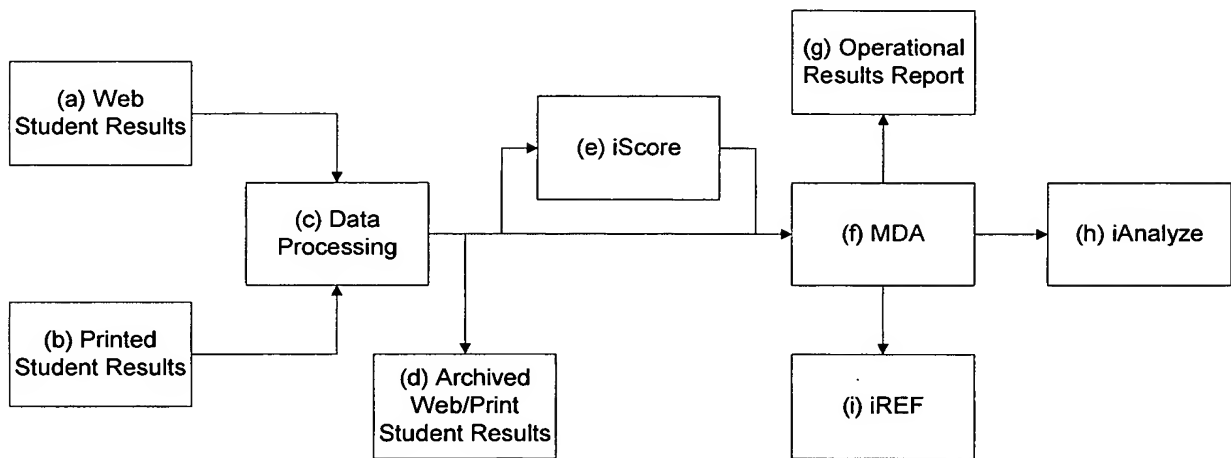 (a) Web
Student Results
(b) Printed
Student Results
(c) Data
Processing
(d) Archived
Web/Print
Student Results
(e) iScore
(f) MDA
(g) Operational
Results Report
(h) iAnalyze
(i) iREF